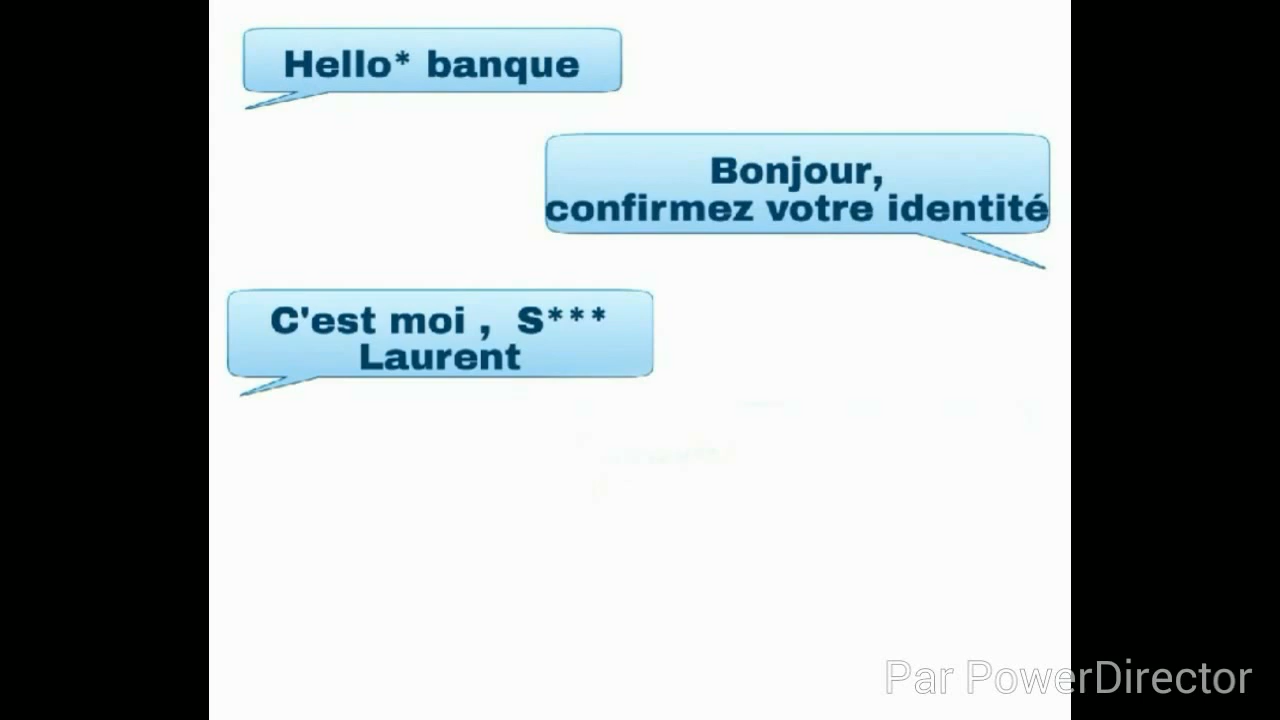 Hello* banque
Bonjour,
confirmez votre identité
C'est moi , S***
Laurent
Par PowerDirector